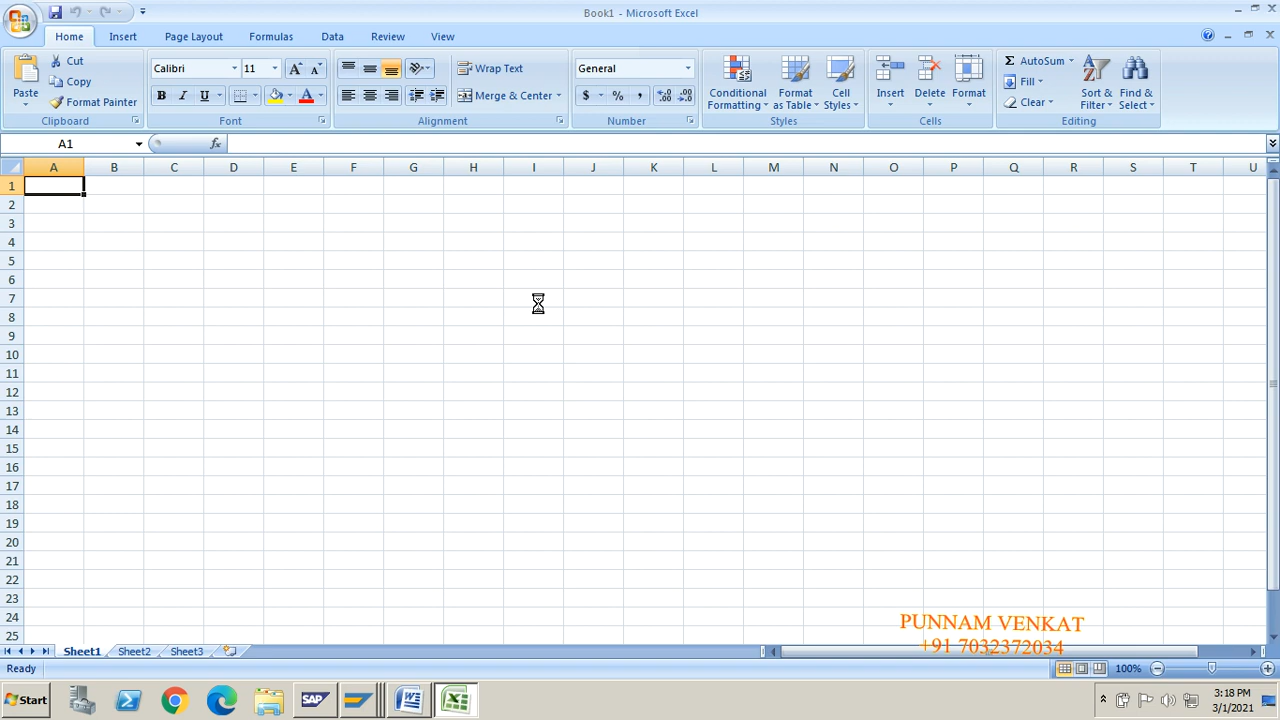 Book1 - Microsoft Excel
Home Insert Page Layout Formulas Data Review View
Paste
Cut
Copy
Format Painter
Clipboard
Calibri 11
B I U
Font
Wrap Text
Merge & Center
Alignment
General
$ % ,
Number
Conditional Formatting
Format as Table
Cell Styles
Styles
Insert Delete Format
Cells
Σ AutoSum
Fill
Clear
Sort & Filter
Find & Select
Editing
A1 fx
A B C D E F G H I J K L M N O P Q R S T U
1
2
3
4
5
6
7
8
9
10
11
12
13
14
15
16
17
18
19
20
21
22
23
24
25
PUNNAM VENKAT
+91 7032372034
Sheet1 Sheet2 Sheet3
Ready 100%
Start SAP 3:18 PM
3/1/2021